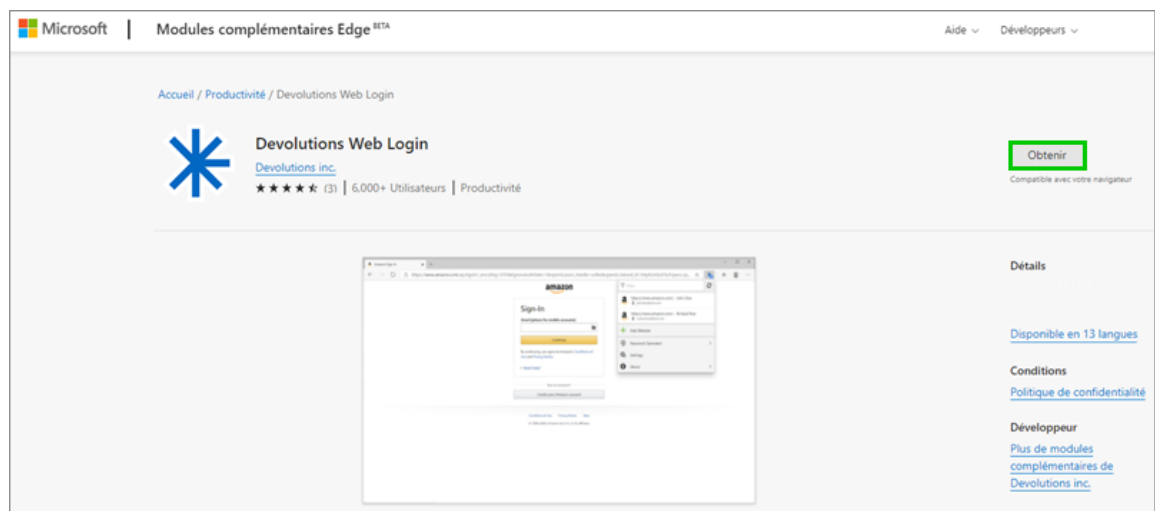 Microsoft
Modules complémentaires Edge BETA
Aide
Développeurs
Accueil / Productivité / Devolutions Web Login
Devolutions Web Login
Devolutions inc.
(3) | 6,000+ Utilisateurs | Productivité
Obtenir
Compatible avec votre navigateur
amazon
Sign-In
Continue
Détails
Disponible en 13 langues
Conditions
Politique de confidentialité
Développeur
Plus de modules
complémentaires de
Devolutions inc.